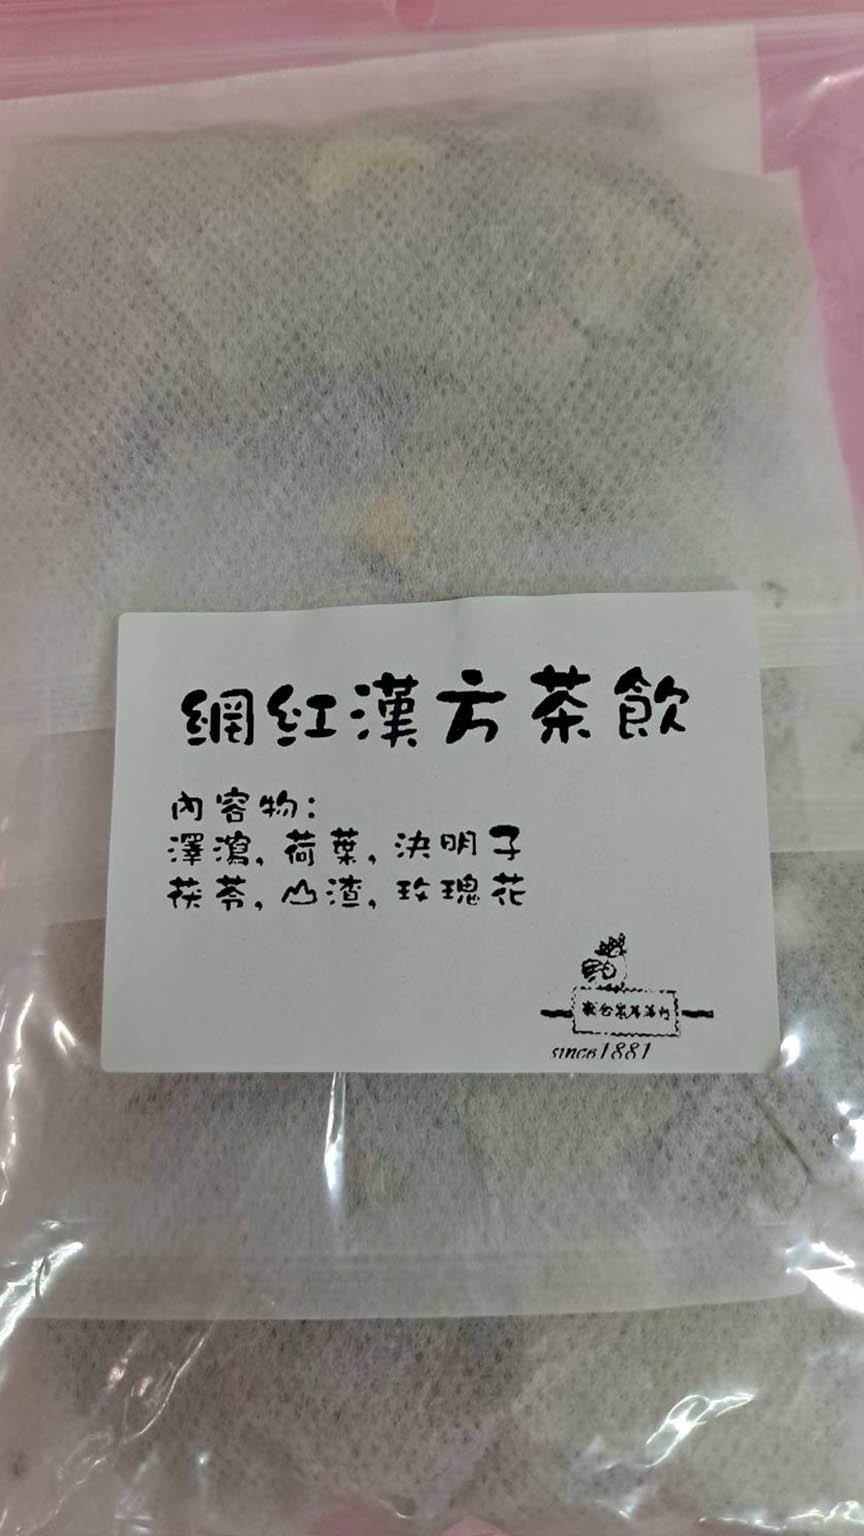 網紅漢方茶飲
內容物：
澤瀉, 荷葉, 決明子
茯苓, 山渣, 玫瑰花
since1881